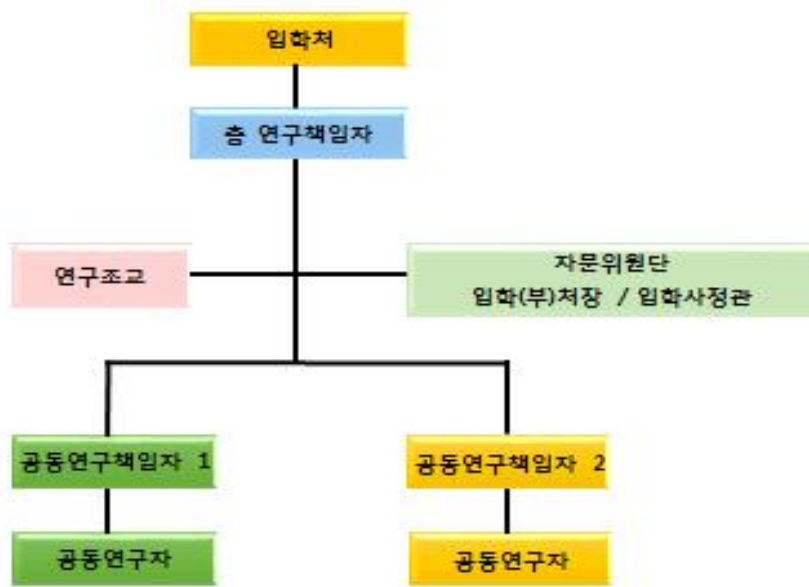 입학처
총 연구책임자
연구조교
자문위원단
입학(부)처장 / 입학사정관
공동연구책임자 1
공동연구책임자 2
공동연구자
공동연구자